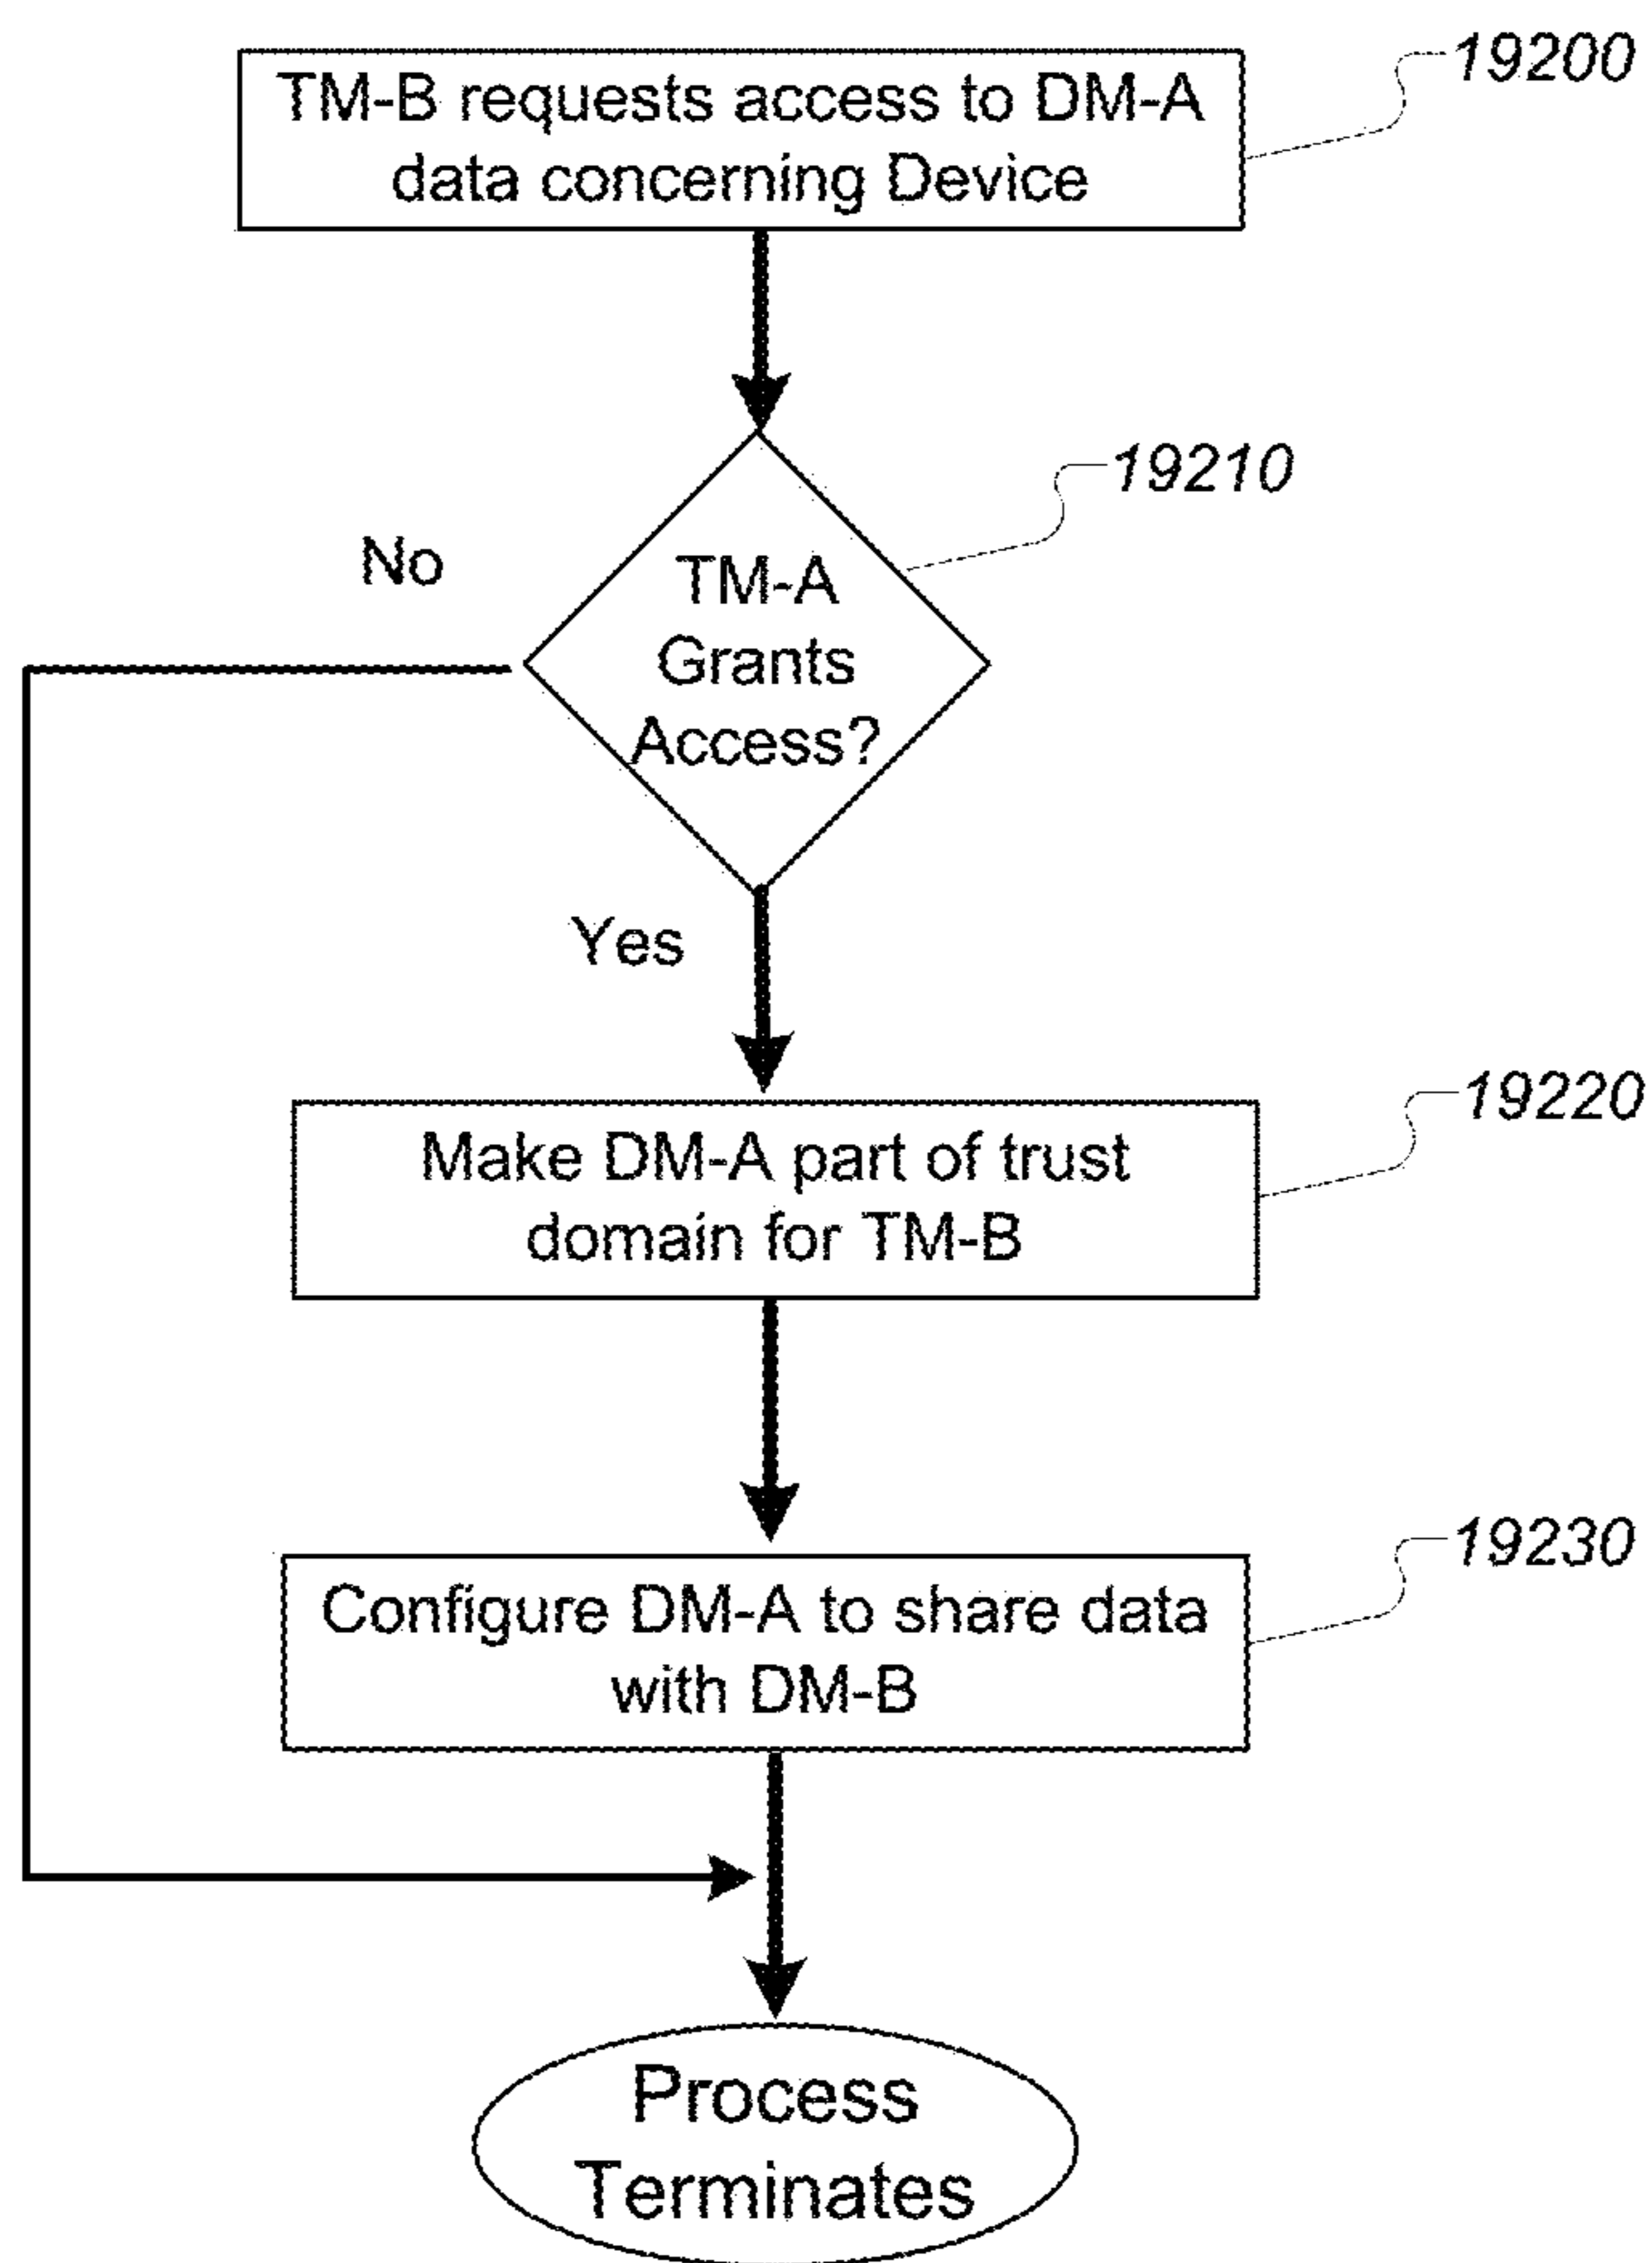 19200
TM-B requests access to DM-A
data concerning Device
19210
No
TM-A
Grants
Access?
Yes
19220
Make DM-A part of trust
domain for TM-B
19230
Configure DM-A to share data
with DM-B
Process
Terminates